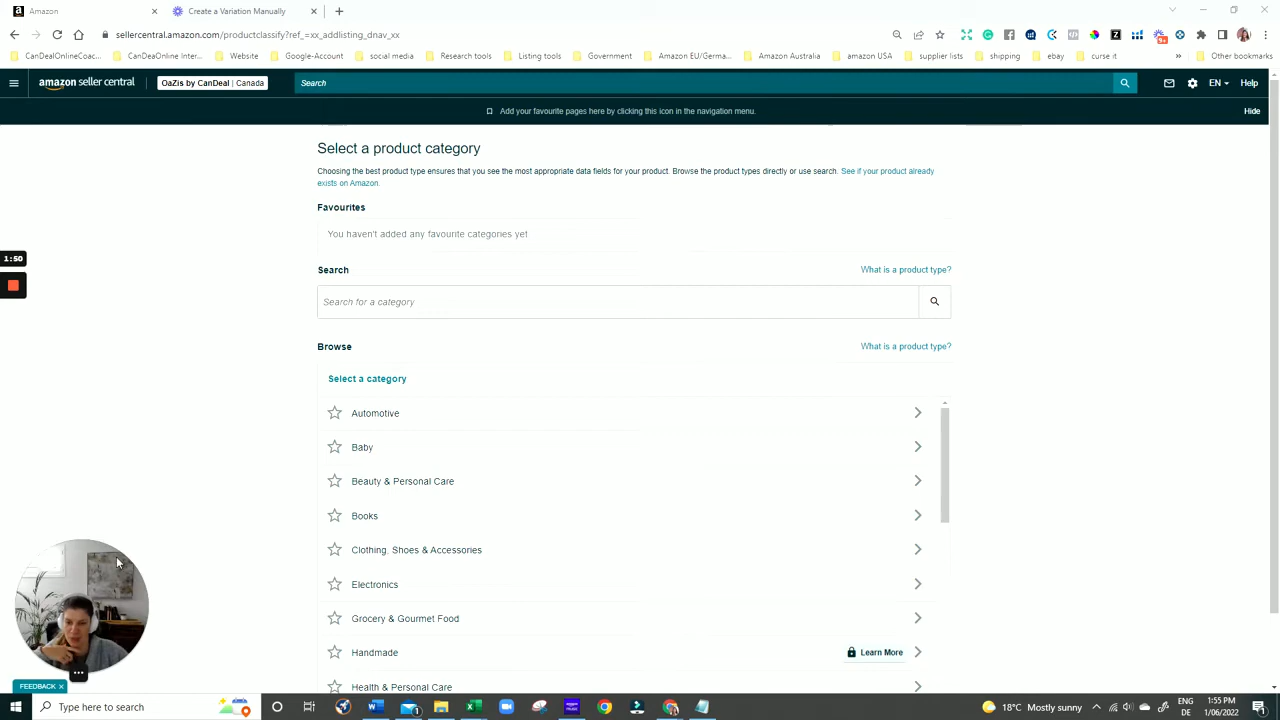 Amazon
Create a Variation Manually
sellercentral.amazon.com/productclassify?ref_=xx_addlisting_dnav_xx
CanDealOnlineCoac...
CanDeaOnline Inter...
Website
Google-Account
social media
Research tools
Listing tools
Government
Amazon EU/Germa...
Amazon Australia
amazon USA
supplier lists
shipping
ebay
curse it
Other bookmarks
amazon seller central
OaZis by CanDeal | Canada
Search
EN
Help
Add your favourite pages here by clicking this icon in the navigation menu.
Hide
Select a product category
Choosing the best product type ensures that you see the most appropriate data fields for your product. Browse the product types directly or use search. See if your product already
exists on Amazon.
Favourites
You haven't added any favourite categories yet
1:50
Search
What is a product type?
Search for a category
Browse
What is a product type?
Select a category
Automotive
Baby
Beauty & Personal Care
Books
Clothing, Shoes & Accessories
Electronics
Grocery & Gourmet Food
Handmade
Learn More
Health & Personal Care
FEEDBACK
Type here to search
18°C Mostly sunny
ENG
DE
1:55 PM
1/06/2022